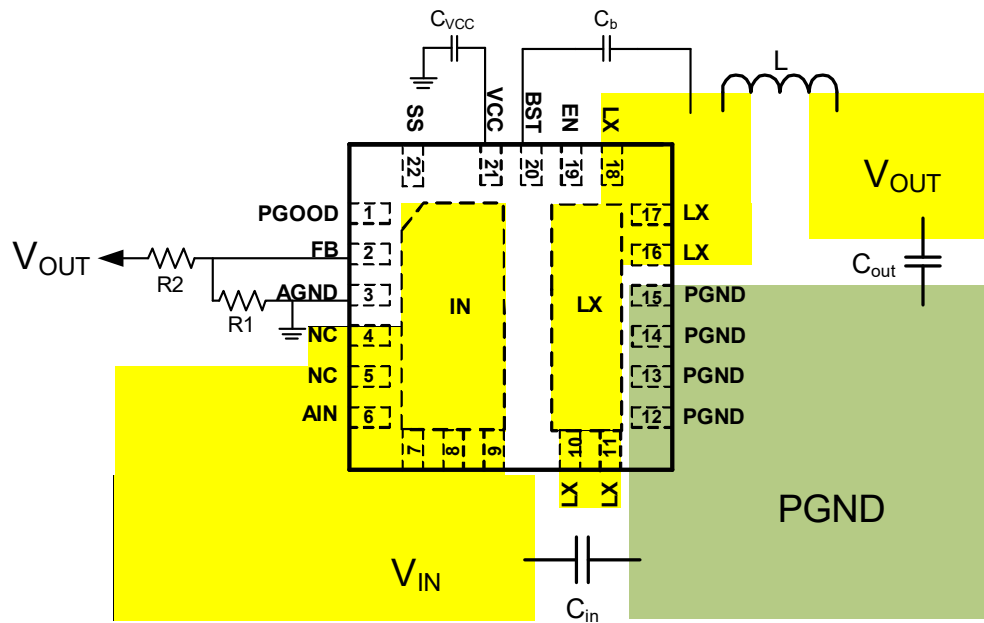 CVCC
Cb
L
SS
VCC
BST
EN
LX
22
21
20
19
18
VOUT
PGOOD
1
17
LX
FB
2
16
LX
VOUT
R2
Cout
AGND
3
IN
LX
15
PGND
R1
NC
4
14
PGND
NC
5
13
PGND
AIN
6
12
PGND
7
8
9
10
11
LX
LX
PGND
VIN
Cin